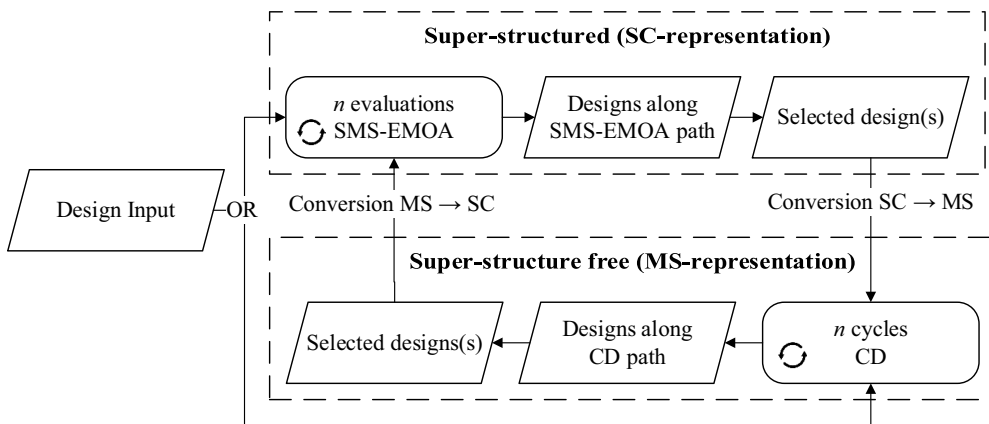 Super-structured (SC-representation)
n evaluations
SMS-EMOA
Designs along
SMS-EMOA path
Selected design(s)
Design Input
OR
Conversion MS → SC
Conversion SC → MS
Super-structure free (MS-representation)
Selected designs(s)
Designs along
CD path
n cycles
CD